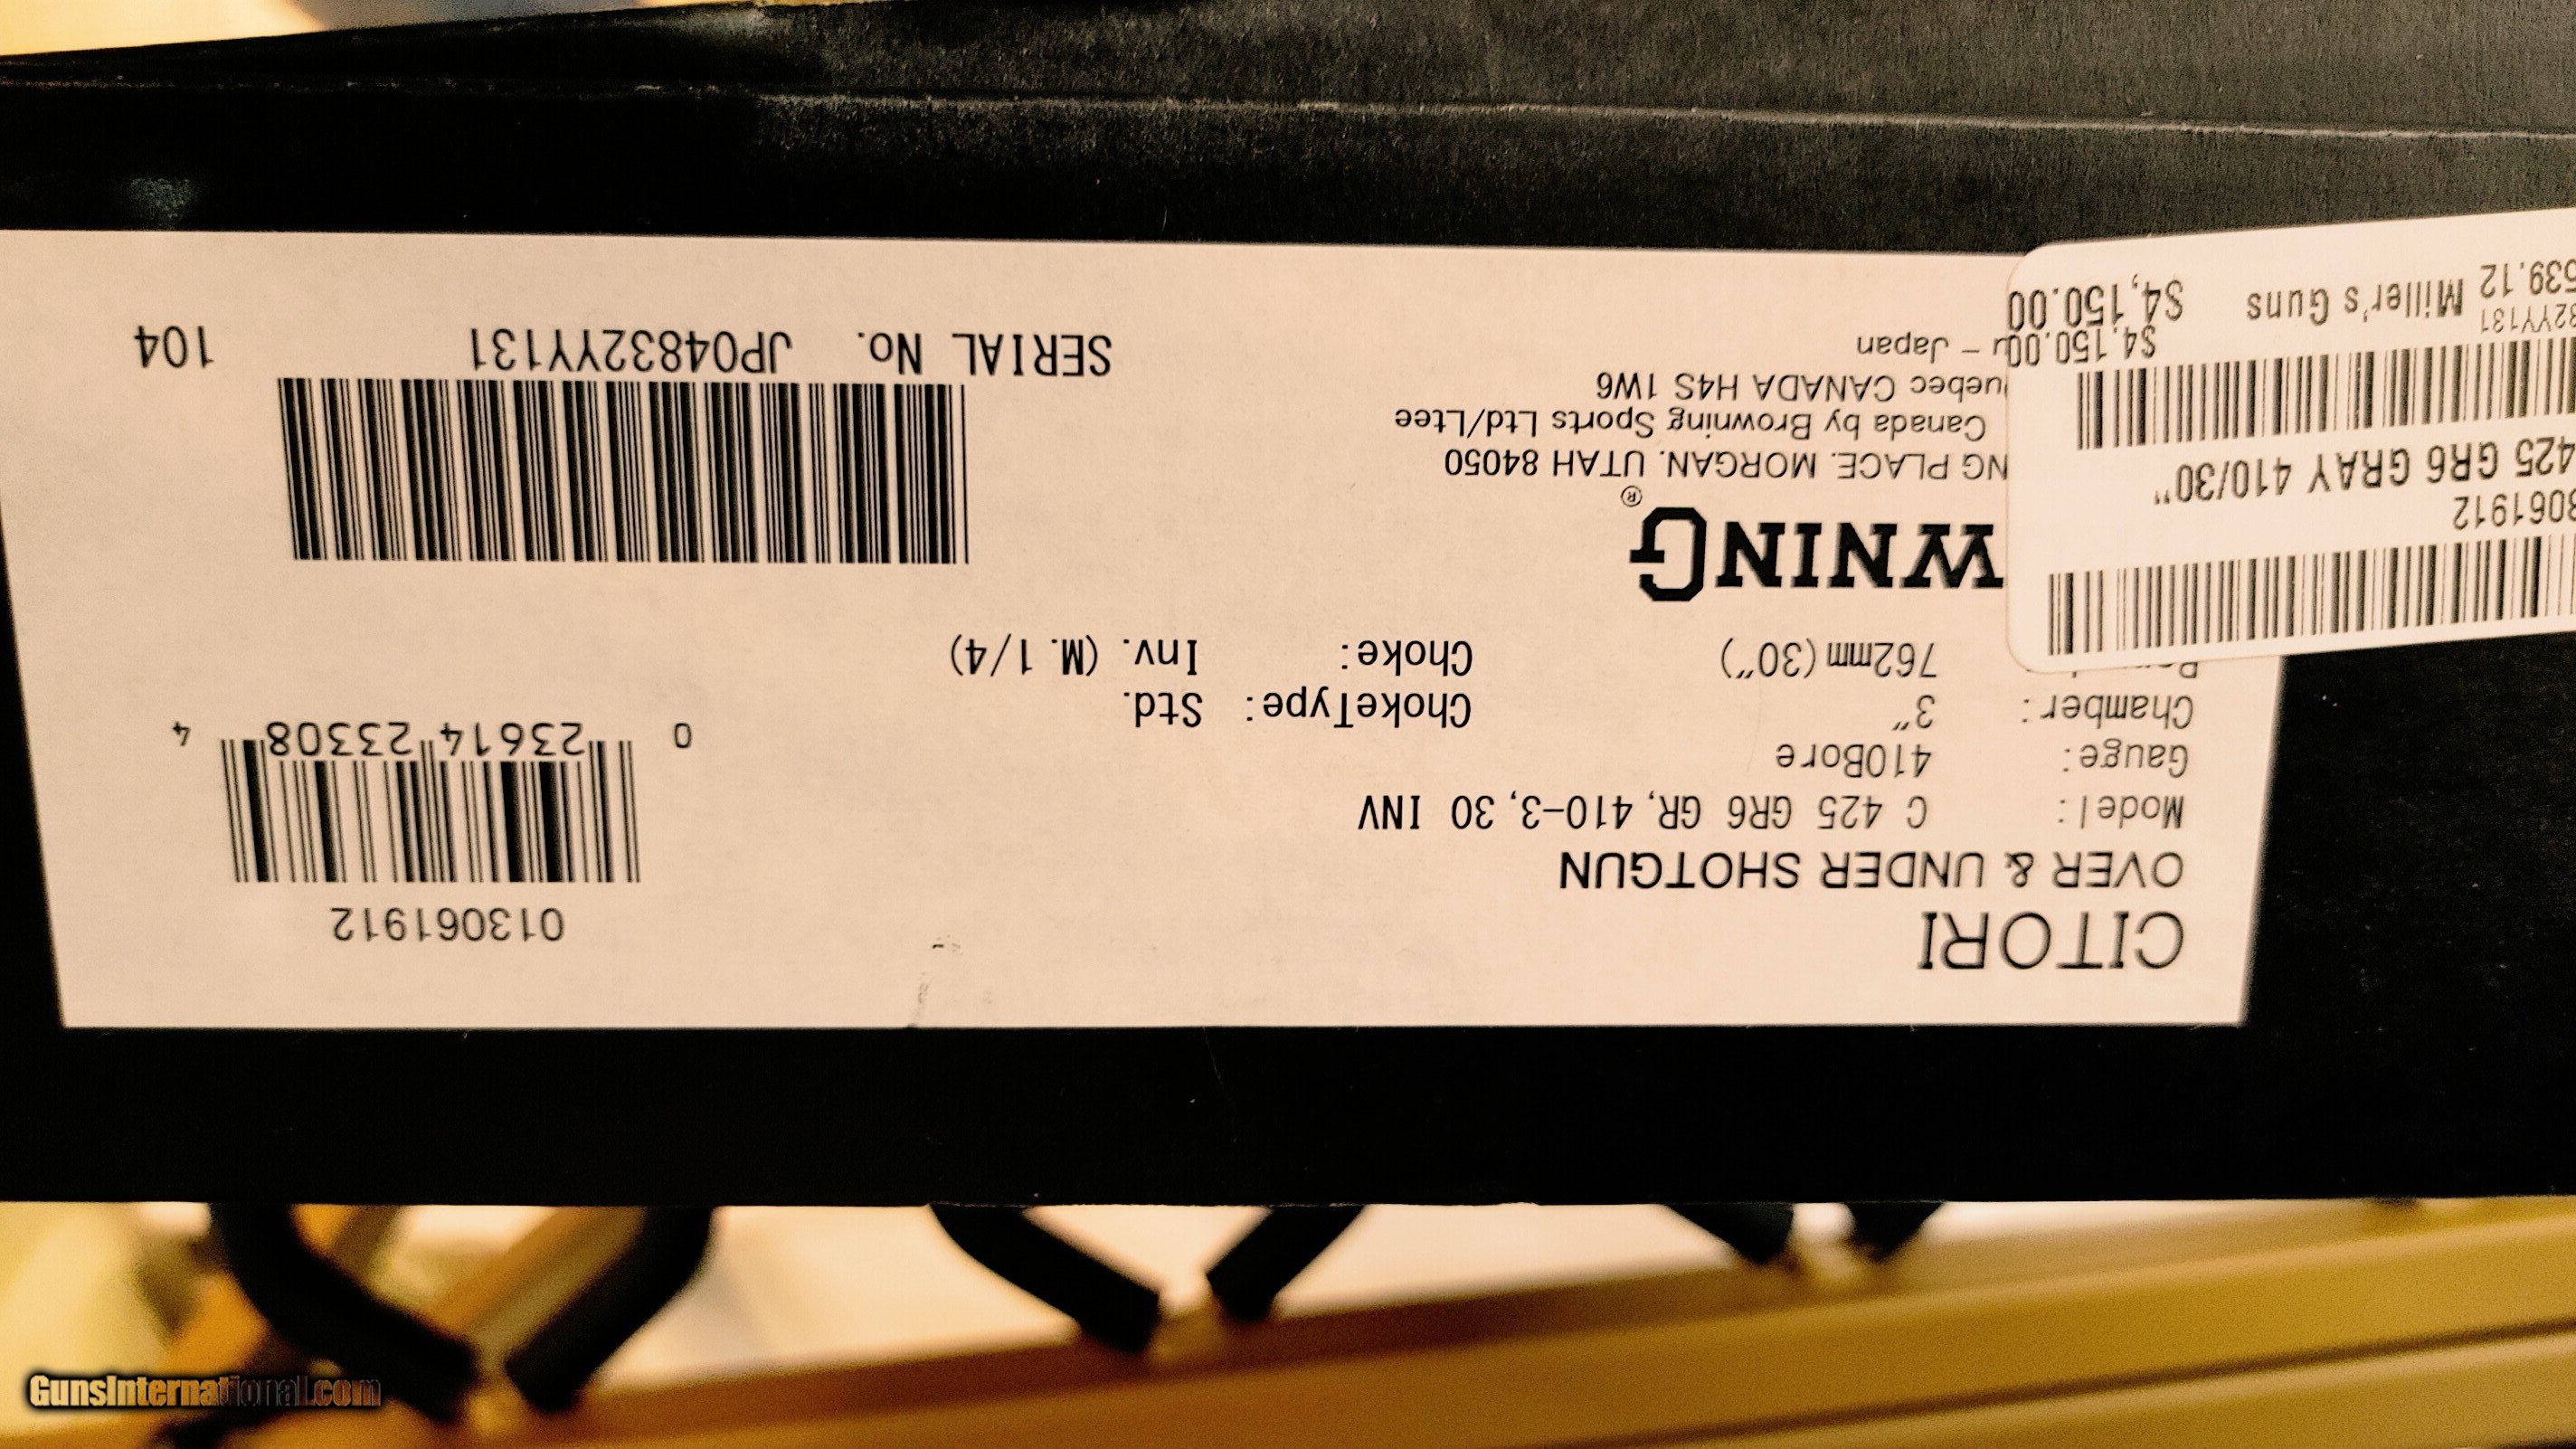 CITORI
OVER & UNDER SHOTGUN
Model: C 425 GR6 GR, 410-3, 30 INV
Gauge: 410Bore
Chamber: 3"
762mm (30")
ChokeType: Std.
Choke: Inv. (M. 1/4)
013061912
0 23614 23308 4
WNING®
NG PLACE. MORGAN. UTAH 84050
Canada by Browning Sports Ltd/Ltee
uebec CANADA H4S 1W6
- Japan
SERIAL No. JP04832YY131
104
3061912
425 GR6 GRAY 410/30"
32YY131
$4,150.00
539.12 Miller's Guns $4,150.00
GunsInternational.com